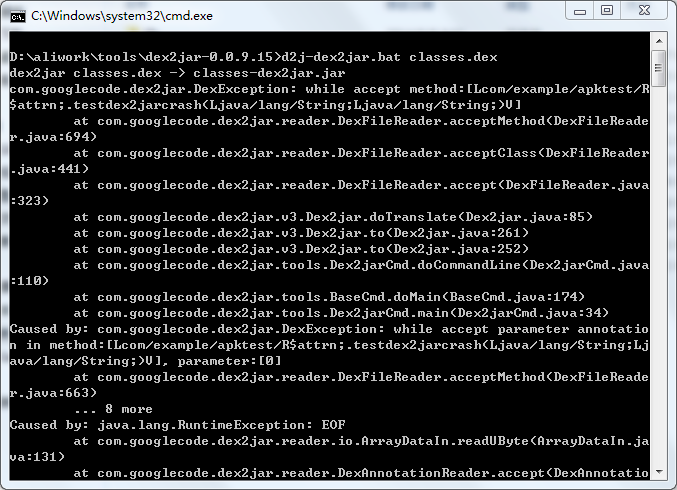 C:\Windows\system32\cmd.exe
D:\aliwork\tools\dex2jar-0.0.9.15>d2j-dex2jar.bat classes.dex
dex2jar classes.dex -> classes-dex2jar.jar
com.googlecode.dex2jar.DexException: while accept method:[Lcom/example/apktest/R
$attrn;.testdex2jarcrash(Ljava/lang/String;Ljava/lang/String;)V]
        at com.googlecode.dex2jar.reader.DexFileReader.acceptMethod(DexFileReade
r.java:694)
        at com.googlecode.dex2jar.reader.DexFileReader.acceptClass(DexFileReader
.java:441)
        at com.googlecode.dex2jar.reader.DexFileReader.accept(DexFileReader.java
:323)
        at com.googlecode.dex2jar.v3.Dex2jar.doTranslate(Dex2jar.java:85)
        at com.googlecode.dex2jar.v3.Dex2jar.to(Dex2jar.java:261)
        at com.googlecode.dex2jar.v3.Dex2jar.to(Dex2jar.java:252)
        at com.googlecode.dex2jar.tools.Dex2jarCmd.doCommandLine(Dex2jarCmd.java
:110)
        at com.googlecode.dex2jar.tools.BaseCmd.doMain(BaseCmd.java:174)
        at com.googlecode.dex2jar.tools.Dex2jarCmd.main(Dex2jarCmd.java:34)
Caused by: com.googlecode.dex2jar.DexException: while accept parameter annotatio
n in method:[Lcom/example/apktest/R$attrn;.testdex2jarcrash(Ljava/lang/String;Lj
ava/lang/String;)V], parameter:[0]
        at com.googlecode.dex2jar.reader.DexFileReader.acceptMethod(DexFileReade
r.java:663)
        ... 8 more
Caused by: java.lang.RuntimeException: EOF
        at com.googlecode.dex2jar.reader.io.ArrayDataIn.readUByte(ArrayDataIn.ja
va:131)
        at com.googlecode.dex2jar.reader.DexAnnotationReader.accept(DexAnnotatio